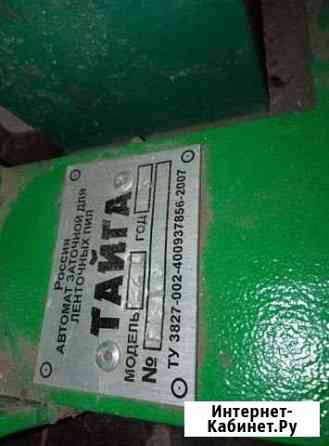 Россия
АВТОМАТ ЗАТОЧНОЙ ДЛЯ
ЛЕНТОЧНЫХ ПИЛ
ТАЙГА
МОДЕЛЬ ГОД
№
ТУ 3827-002-400937856-2007
Интернет-
Кабинет.Ру